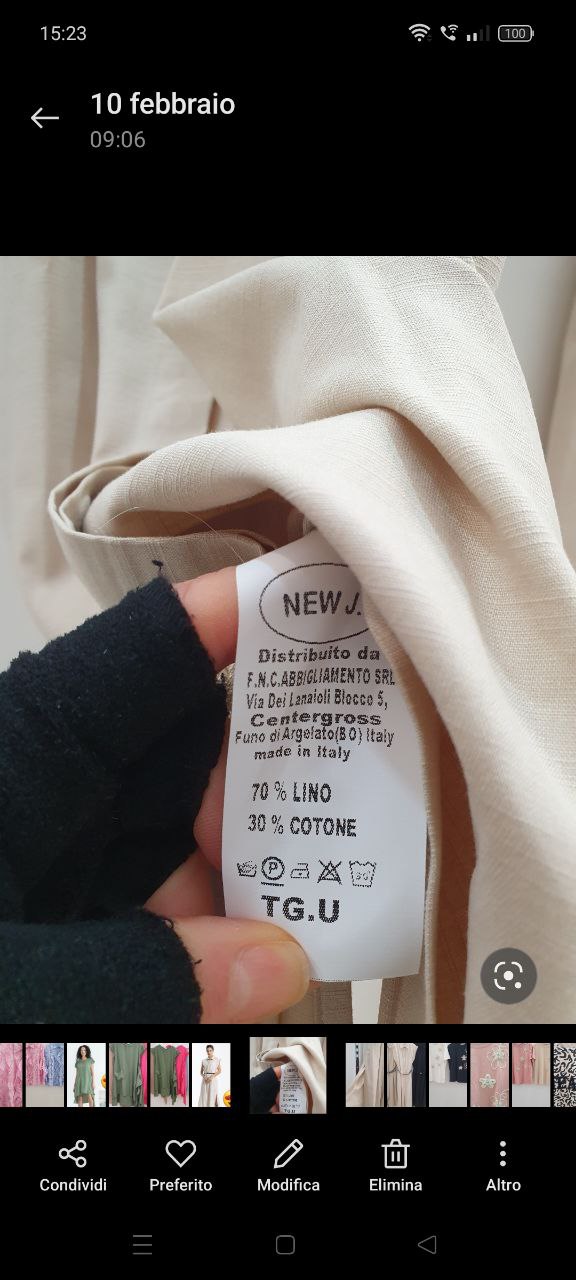 15:23
100
10 febbraio
09:06
NEW J.
Distribuito da
F.N.C.ABBIGLIAMENTO SRL
Via Dei Lanaioli Blocco 5,
Centergross
Funo di Argelato(BO) Italy
made in Italy
70 % LINO
30 % COTONE
P
30°
TG.U
Condividi
Preferito
Modifica
Elimina
Altro